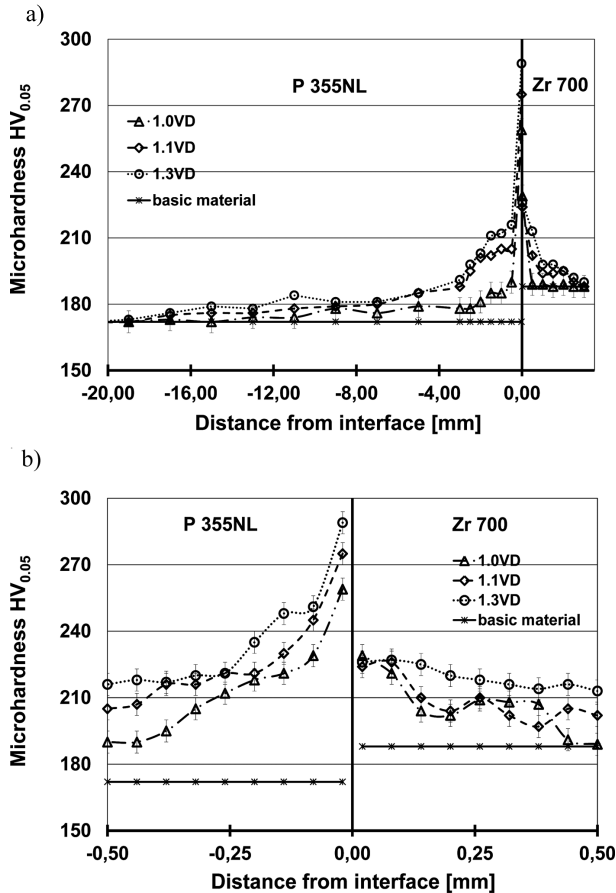 a)
300
270
240
210
180
150
Microhardness HV0.05
P 355NL
Zr 700
1.0VD
1.1VD
1.3VD
basic material
-20,00 -16,00 -12,00 -8,00 -4,00 0,00
Distance from interface [mm]
b)
300
270
240
210
180
150
Microhardness HV0.05
P 355NL
Zr 700
1.0VD
1.1VD
1.3VD
basic material
-0,50 -0,25 0,00 0,25 0,50
Distance from interface [mm]